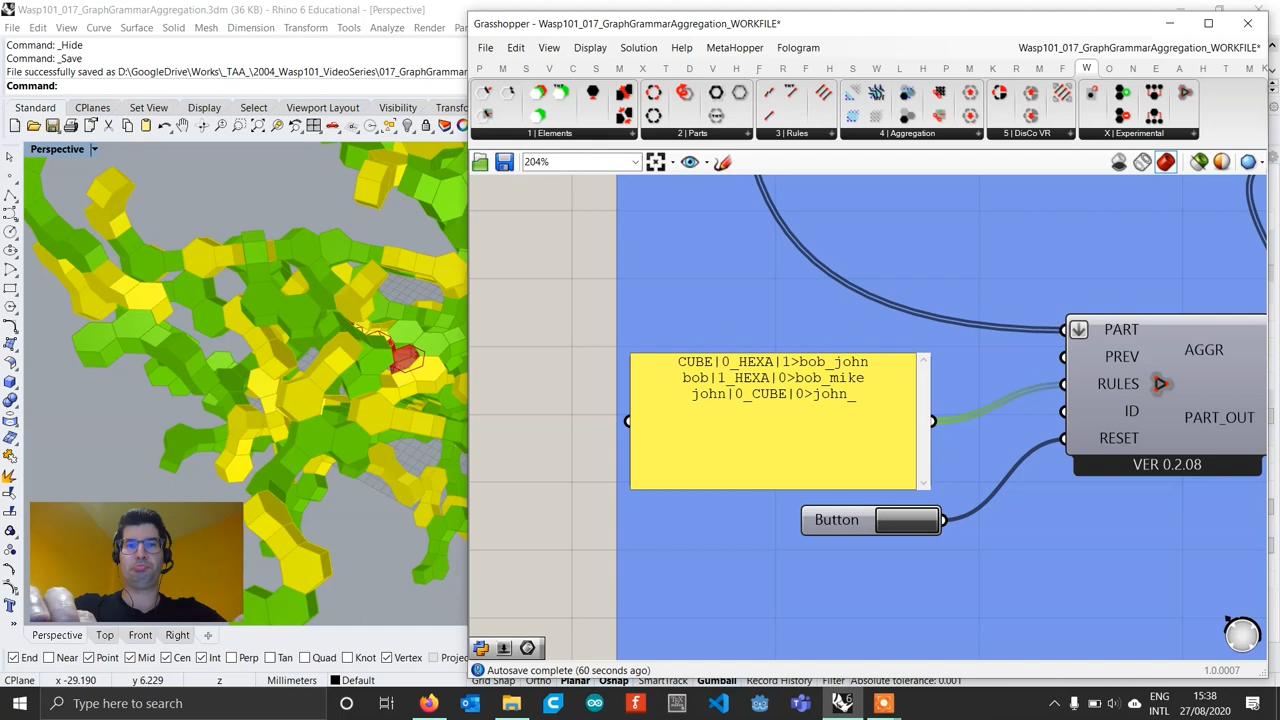 Wasp101_017_GraphGrammarAggregation.3dm (36 KB) - Rhino 6 Educational - [Perspective]
File Edit View Curve Surface Solid Mesh Dimension Transform Tools Analyze Render
Command: _Hide
Command: _Save
File successfully saved as D:\GoogleDrive\Works\_TAA_\2004_Wasp101_VideoSeries\017_GraphGrammar
Command:
Standard CPlanes Set View Display Select Viewport Layout Visibility Transfo
Perspective
Grasshopper - Wasp101_017_GraphGrammarAggregation_WORKFILE*
File Edit View Display Solution Help MetaHopper Fologram
Wasp101_017_GraphGrammarAggregation_WORKFILE*
P M S V C S M T D V H F G B K A L H C P M S A K R M F W O N E A T M K
1 | Elements
2 | Parts
3 | Rules
4 | Aggregation
5 | DisCo VR
X | Experimental
204%
CUBE|0_HEXA|1>bob_john
bob|1_HEXA|0>bob_mike
john|0_CUBE|0>john_
Button
PART
PREV
RULES
ID
RESET
AGGR
PART_OUT
VER 0.2.08
Perspective Top Front Right
End Near Point Mid Cen Int Perp Tan Quad Knot Vertex Projec
Autosave complete (60 seconds ago)
1.0.0007
CPlane x -29.190 y 6.229 z Millimeters Default
Grid Snap Ortho Planar Osnap SmartTrack Gumball Record History Filter Absolute tolerance: 0.001
Type here to search
ENG
INTL
15:38
27/08/2020